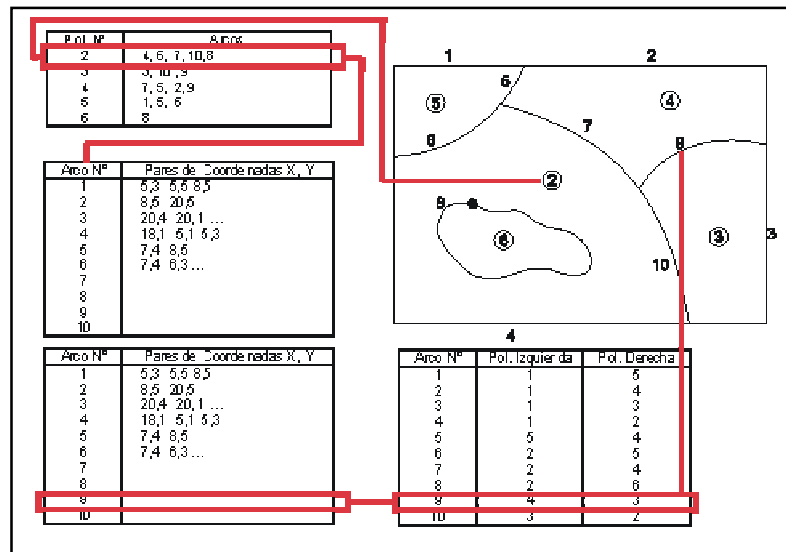 Pol. Nº Arcos
2 4, 6, 7, 10,8
3 3, 10 ,9
4 7, 5, 2,9
5 1, 5, 6
6 8
1 2
5
⑤ ④
6 7 9
②
8
⑥ ③ 3
10
4
Arco Nº Pares de Coordenadas X, Y
1 5,3 5,5 8,5
2 8,5 20,5
3 20,4 20,1 ...
4 18,1 5,1 5,3
5 7,4 8,5
6 7,4 6,3 ...
7
8
9
10
Arco Nº Pares de Coordenadas X, Y
1 5,3 5,5 8,5
2 8,5 20,5
3 20,4 20,1 ...
4 18,1 5,1 5,3
5 7,4 8,5
6 7,4 6,3 ...
7
8
9
10
Arco Nº Pol. Izquierda Pol. Derecha
1 1 5
2 1 4
3 1 3
4 1 2
5 5 4
6 2 5
7 2 4
8 2 6
9 4 3
10 3 2